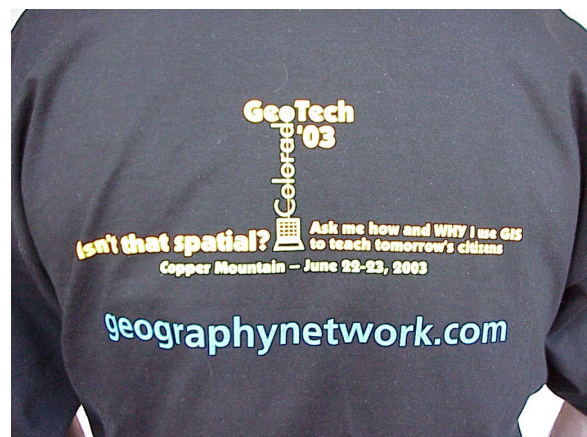 GeoTech
'03
Colorado
Isn't that spatial?
Ask me how and WHY I use GIS
to teach tomorrow's citizens
Copper Mountain – June 22-23, 2003
geographynetwork.com